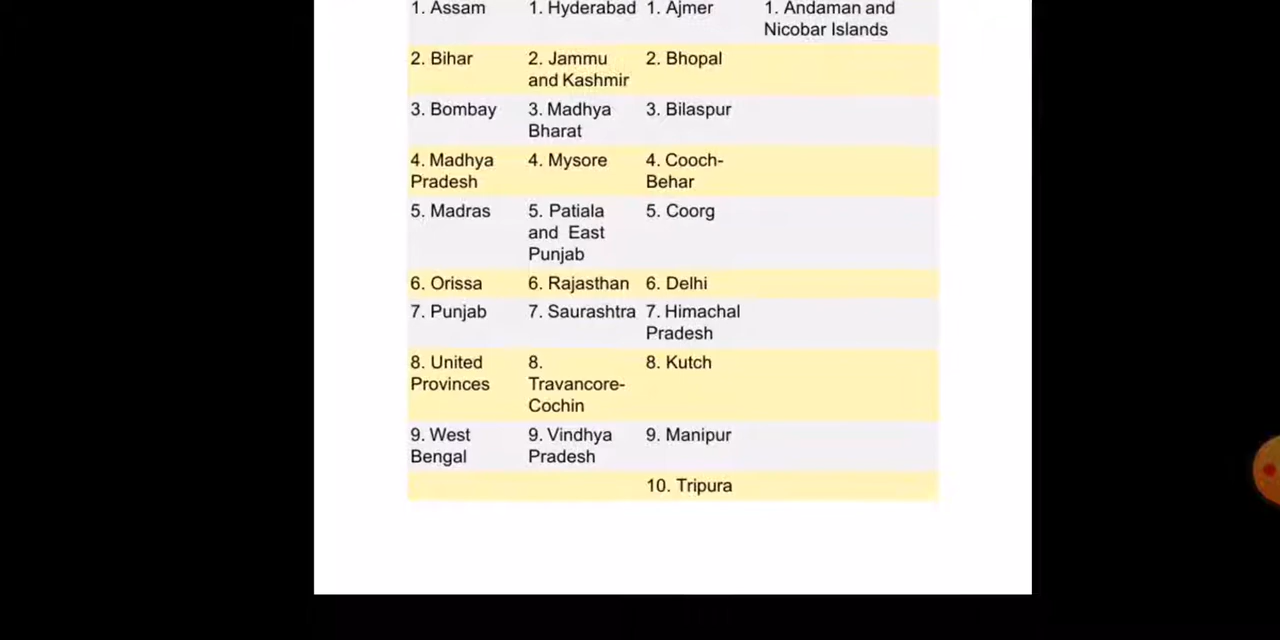 1. Assam 1. Hyderabad 1. Ajmer 1. Andaman and
Nicobar Islands
2. Bihar 2. Jammu 2. Bhopal
and Kashmir
3. Bombay 3. Madhya 3. Bilaspur
Bharat
4. Madhya 4. Mysore 4. Cooch-
Pradesh Behar
5. Madras 5. Patiala 5. Coorg
and East
Punjab
6. Orissa 6. Rajasthan 6. Delhi
7. Punjab 7. Saurashtra 7. Himachal
Pradesh
8. United 8. 8. Kutch
Provinces Travancore-
Cochin
9. West 9. Vindhya 9. Manipur
Bengal Pradesh
10. Tripura